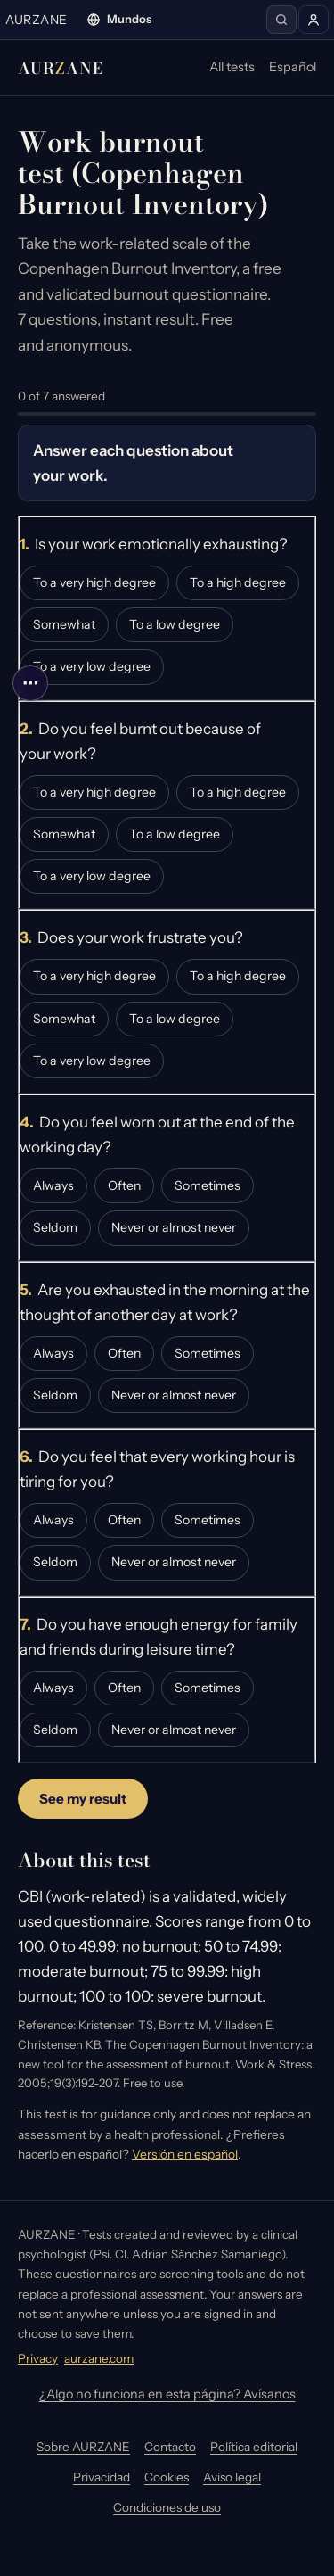 AURZANE Mundos
AURZANE All tests Español
Work burnout
test (Copenhagen
Burnout Inventory)
Take the work-related scale of the
Copenhagen Burnout Inventory, a free
and validated burnout questionnaire.
7 questions, instant result. Free
and anonymous.
0 of 7 answered
Answer each question about
your work.
1. Is your work emotionally exhausting?
To a very high degree To a high degree
Somewhat To a low degree
To a very low degree
2. Do you feel burnt out because of
your work?
To a very high degree To a high degree
Somewhat To a low degree
To a very low degree
3. Does your work frustrate you?
To a very high degree To a high degree
Somewhat To a low degree
To a very low degree
4. Do you feel worn out at the end of the
working day?
Always Often Sometimes
Seldom Never or almost never
5. Are you exhausted in the morning at the
thought of another day at work?
Always Often Sometimes
Seldom Never or almost never
6. Do you feel that every working hour is
tiring for you?
Always Often Sometimes
Seldom Never or almost never
7. Do you have enough energy for family
and friends during leisure time?
Always Often Sometimes
Seldom Never or almost never
See my result
About this test
CBI (work-related) is a validated, widely
used questionnaire. Scores range from 0 to
100. 0 to 49.99: no burnout; 50 to 74.99:
moderate burnout; 75 to 99.99: high
burnout; 100 to 100: severe burnout.
Reference: Kristensen TS, Borritz M, Villadsen E,
Christensen KB. The Copenhagen Burnout Inventory: a
new tool for the assessment of burnout. Work & Stress.
2005;19(3):192-207. Free to use.
This test is for guidance only and does not replace an
assessment by a health professional. ¿Prefieres
hacerlo en español? Versión en español.
AURZANE · Tests created and reviewed by a clinical
psychologist (Psi. Cl. Adrian Sánchez Samaniego).
These questionnaires are screening tools and do not
replace a professional assessment. Your answers are
not sent anywhere unless you are signed in and
choose to save them.
Privacy · aurzane.com
¿Algo no funciona en esta página? Avísanos
Sobre AURZANE Contacto Política editorial
Privacidad Cookies Aviso legal
Condiciones de uso